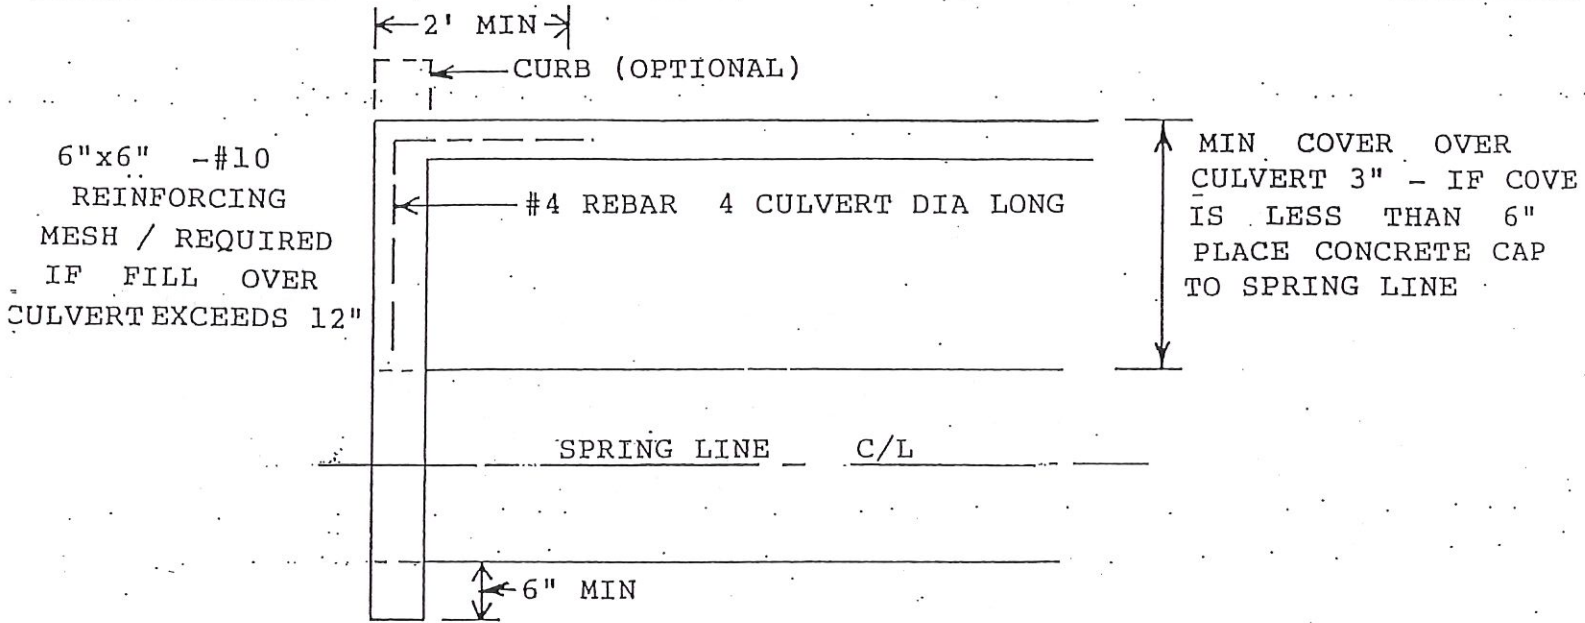 2' MIN
CURB (OPTIONAL)
6"x6" -#10
REINFORCING
MESH / REQUIRED
IF FILL OVER
CULVERT EXCEEDS 12"
#4 REBAR 4 CULVERT DIA LONG
MIN COVER OVER
CULVERT 3" - IF COVE
IS LESS THAN 6"
PLACE CONCRETE CAP
TO SPRING LINE
SPRING LINE C/L
6" MIN